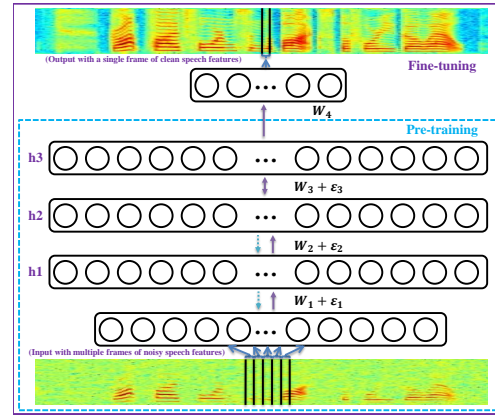 (Output with a single frame of clean speech features)
Fine-tuning
...
W₄
Pre-training
h3
...
W₃ + ε₃
h2
...
W₂ + ε₂
h1
...
W₁ + ε₁
...
(Input with multiple frames of noisy speech features)